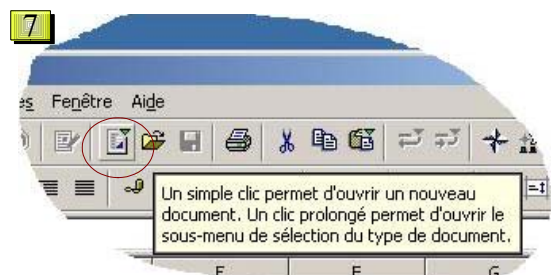 7
Fenêtre Aide
Un simple clic permet d'ouvrir un nouveau
document. Un clic prolongé permet d'ouvrir le
sous-menu de sélection du type de document.